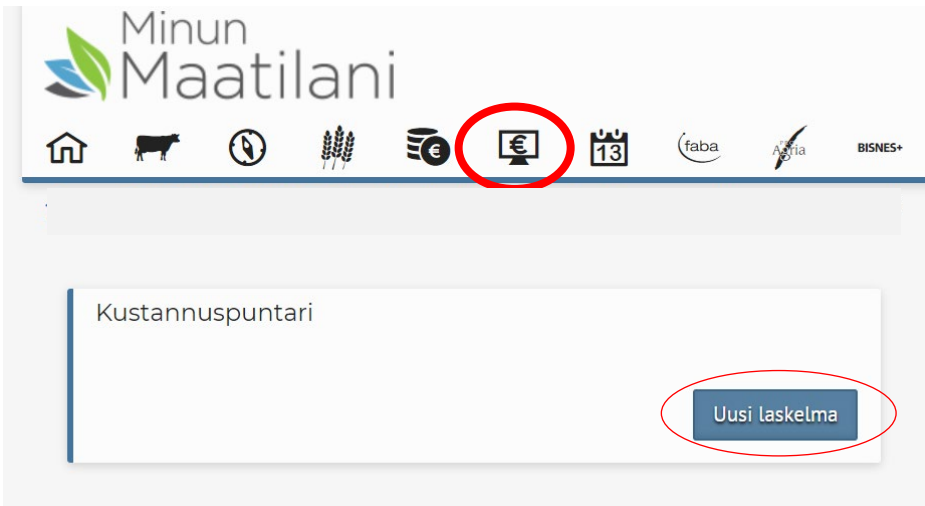 Minun
Maatilani
€ € 13 faba Agria BISNES+
Kustannuspuntari
Uusi laskelma